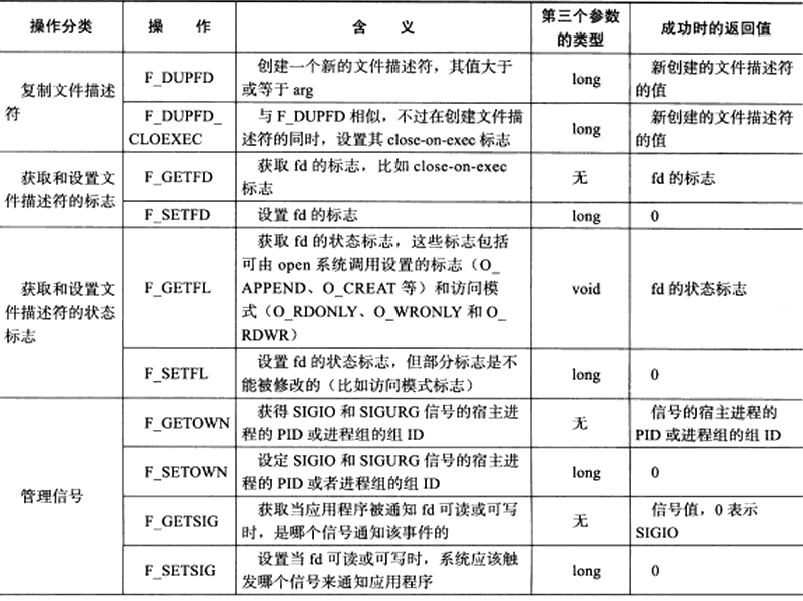 操作分类 操 作 含 义 第三个参数的类型 成功时的返回值
复制文件描述符
F_DUPFD
创建一个新的文件描述符，其值大于
或等于 arg
long
新创建的文件描述符
的值
F_DUPFD_
CLOEXEC
与 F_DUPFD 相似，不过在创建文件描
述符的同时，设置其 close-on-exec 标志
long
新创建的文件描述符
的值
获取和设置文
件描述符的标志
F_GETFD
获取 fd 的标志，比如 close-on-exec
标志
无
fd 的标志
F_SETFD
设置 fd 的标志
long
0
获取和设置文
件描述符的状态
标志
F_GETFL
获取 fd 的状态标志，这些标志包括
可由 open 系统调用设置的标志（O_
APPEND、O_CREAT 等）和访问模
式（O_RDONLY、O_WRONLY 和 O_
RDWR）
void
fd 的状态标志
F_SETFL
设置 fd 的状态标志，但部分标志是不
能被修改的（比如访问模式标志）
long
0
管理信号
F_GETOWN
获得 SIGIO 和 SIGURG 信号的宿主进
程的 PID 或进程组的组 ID
无
信号的宿主进程的
PID 或进程组的组 ID
F_SETOWN
设定 SIGIO 和 SIGURG 信号的宿主进
程的 PID 或者进程组的组 ID
long
0
F_GETSIG
获取当应用程序被通知 fd 可读或可写
时，是哪个信号通知该事件的
无
信号值，0 表示
SIGIO
F_SETSIG
设置当 fd 可读或可写时，系统应该触
发哪个信号来通知应用程序
long
0